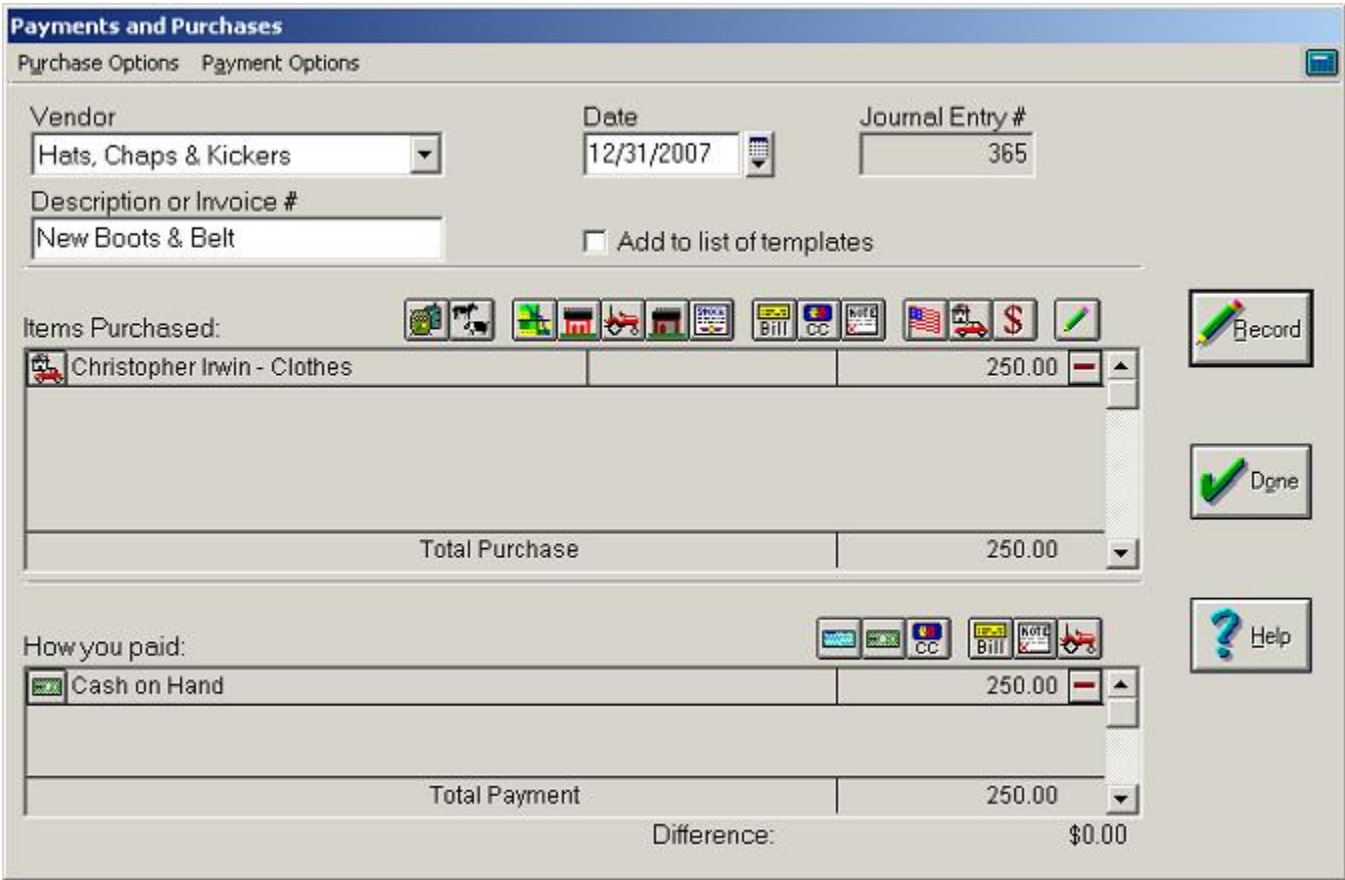 Payments and Purchases
Purchase Options Payment Options
Vendor Date Journal Entry #
Hats, Chaps & Kickers 12/31/2007 365
Description or Invoice #
New Boots & Belt Add to list of templates
Items Purchased: STOCK Bill CC NOTE $
Record
Christopher Irwin - Clothes 250.00
Done
Total Purchase 250.00
How you paid: CC Bill NOTE
Help
Cash on Hand 250.00
Total Payment 250.00
Difference: $0.00